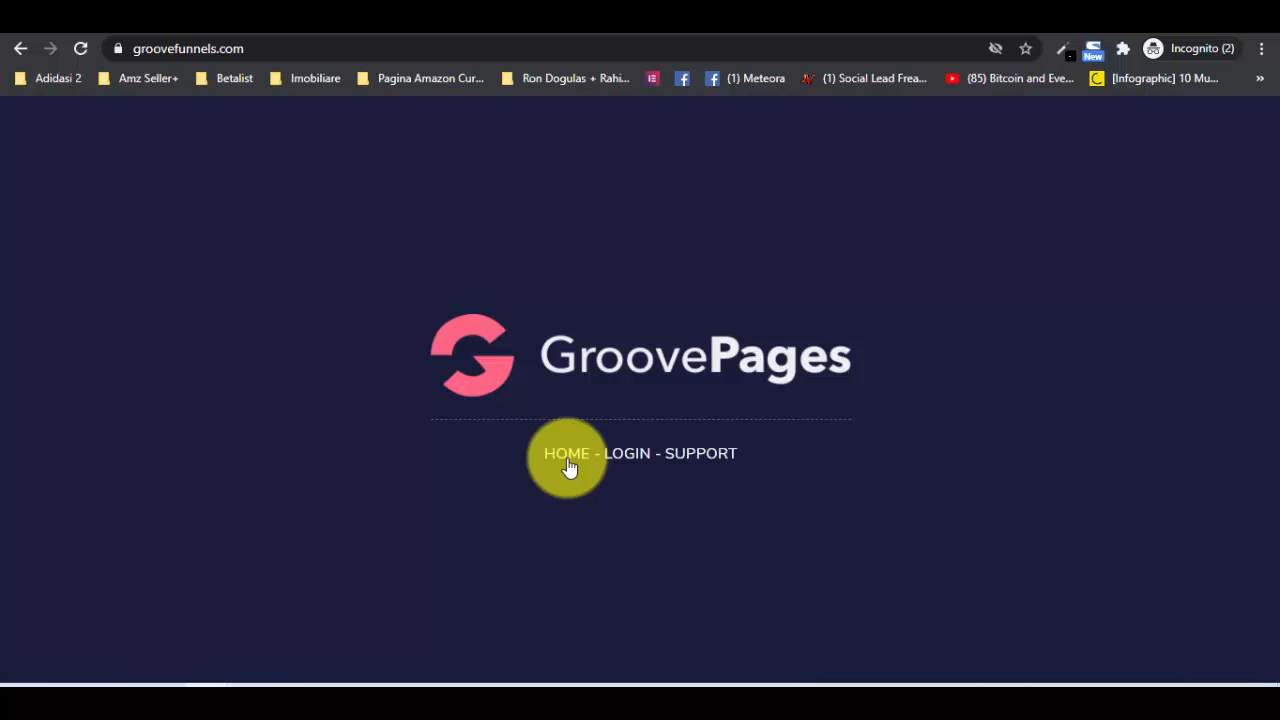 groovefunnels.com
Incognito (2)
New
Adidasi 2
Amz Seller+
Betalist
Imobiliare
Pagina Amazon Cur...
Ron Dogulas + Rahi...
(1) Meteora
(1) Social Lead Frea...
(85) Bitcoin and Eve...
[Infographic] 10 Mu...
»
GroovePages
HOME - LOGIN - SUPPORT